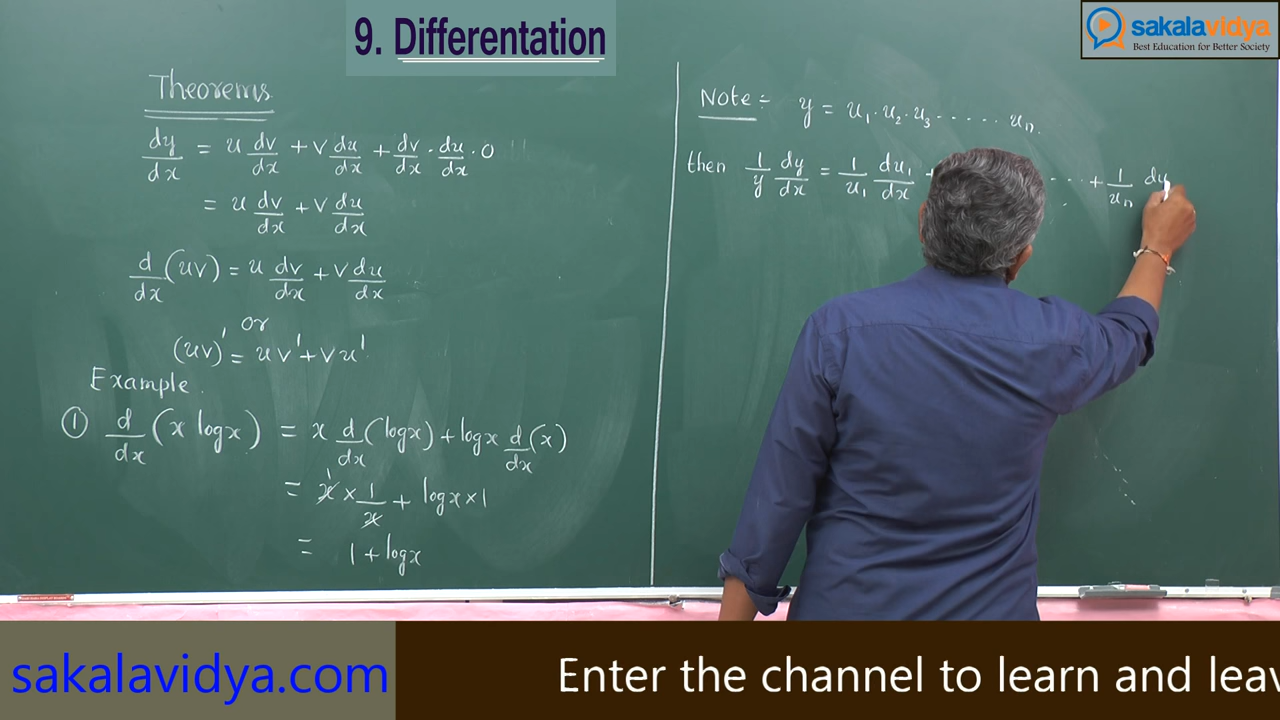 9. Differentation
sakalavidya
Best Education for Better Society
Theorems
dy/dx = u dv/dx + v du/dx + dv/dx · du/dx · 0
= u dv/dx + v du/dx
d/dx (uv) = u dv/dx + v du/dx
or
(uv)' = uv' + vu'
Example.
① d/dx (x logx) = x d/dx (logx) + logx d/dx (x)
= x × 1/x + logx × 1
= 1 + logx
Note :- y = u₁. u₂. u₃ . . . . . . uₙ.
then 1/y dy/dx = 1/u₁ du₁/dx + . . . + 1/uₙ du
sakalavidya.com
Enter the channel to learn and